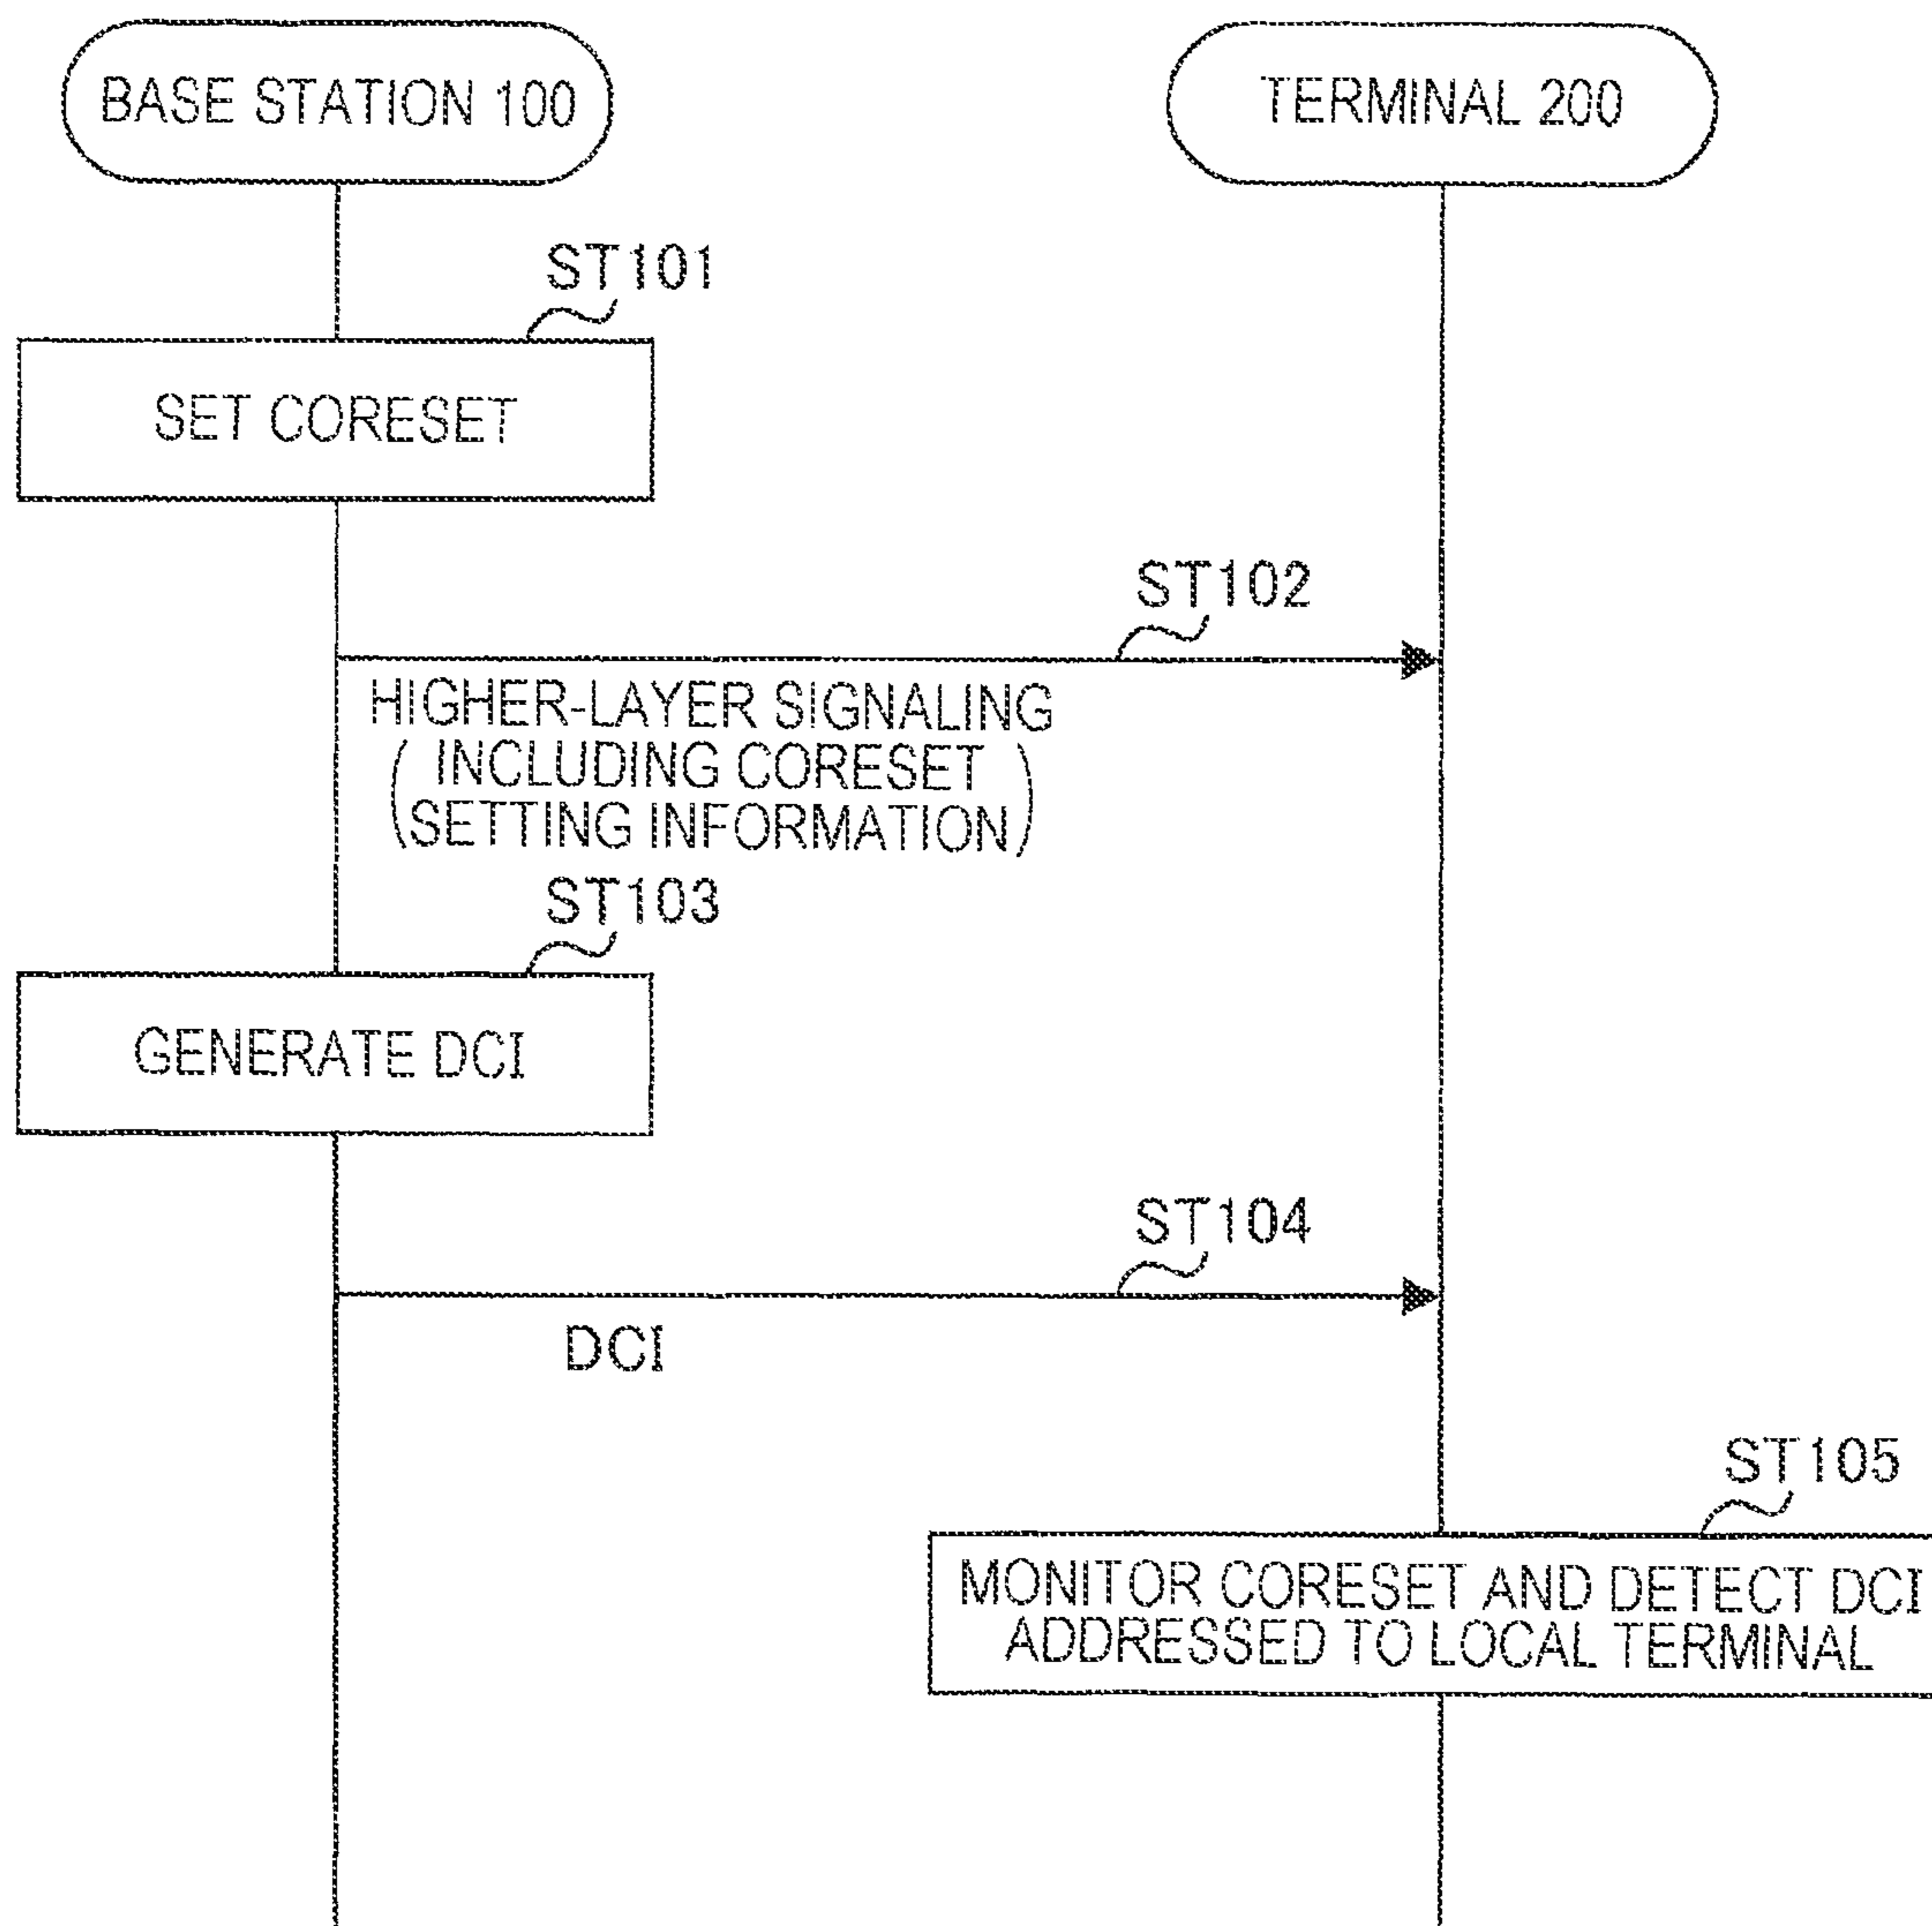 BASE STATION 100
TERMINAL 200
ST101
SET CORESET
ST102
HIGHER-LAYER SIGNALING
(INCLUDING CORESET
SETTING INFORMATION)
ST103
GENERATE DCI
ST104
DCI
ST105
MONITOR CORESET AND DETECT DCI
ADDRESSED TO LOCAL TERMINAL